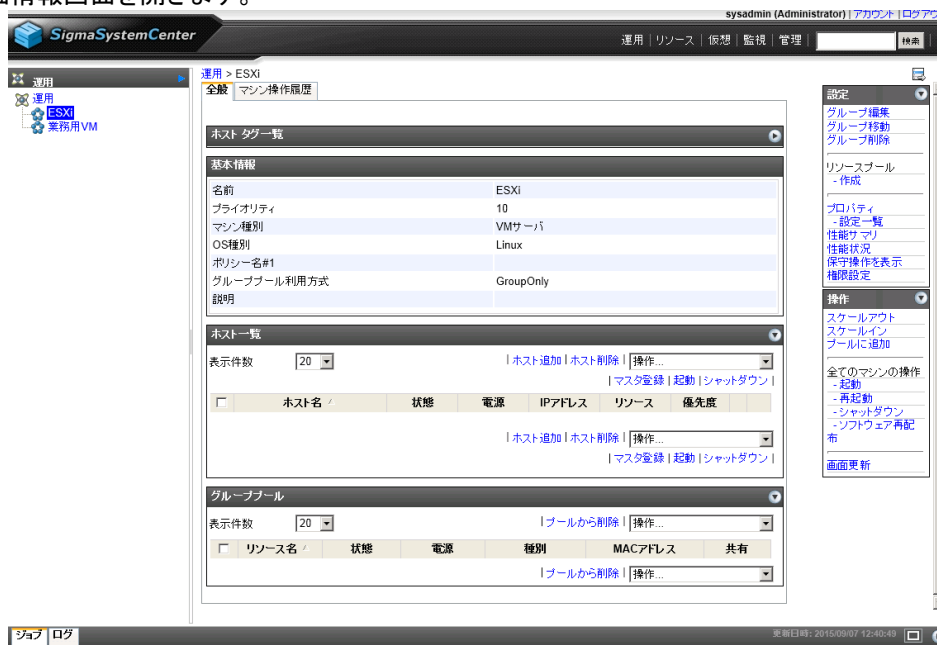 細情報画面を開きます。
sysadmin (Administrator) | アカウント | ログアウ
SigmaSystemCenter
運用 | リソース | 仮想 | 監視 | 管理 | 検索
運用
運用
ESXi
業務用VM
運用 > ESXi
全般 マシン操作履歴
ホスト タグ一覧
基本情報
名前 ESXi
プライオリティ 10
マシン種別 VMサーバ
OS種別 Linux
ポリシー名#1
グループプール利用方式 GroupOnly
説明
ホスト一覧
表示件数 20 | ホスト追加 | ホスト削除 | 操作...
| マスタ登録 | 起動 | シャットダウン |
ホスト名 状態 電源 IPアドレス リソース 優先度
| ホスト追加 | ホスト削除 | 操作...
| マスタ登録 | 起動 | シャットダウン |
グループプール
表示件数 20 | プールから削除 | 操作...
リソース名 状態 電源 種別 MACアドレス 共有
| プールから削除 | 操作...
設定
グループ編集
グループ移動
グループ削除
リソースプール
- 作成
プロパティ
- 設定一覧
性能サマリ
性能状況
保守操作を表示
権限設定
操作
スケールアウト
スケールイン
プールに追加
全てのマシンの操作
- 起動
- 再起動
- シャットダウン
- ソフトウェア再配
布
画面更新
ジョブ ログ
更新日時: 2015/09/07 12:40:49